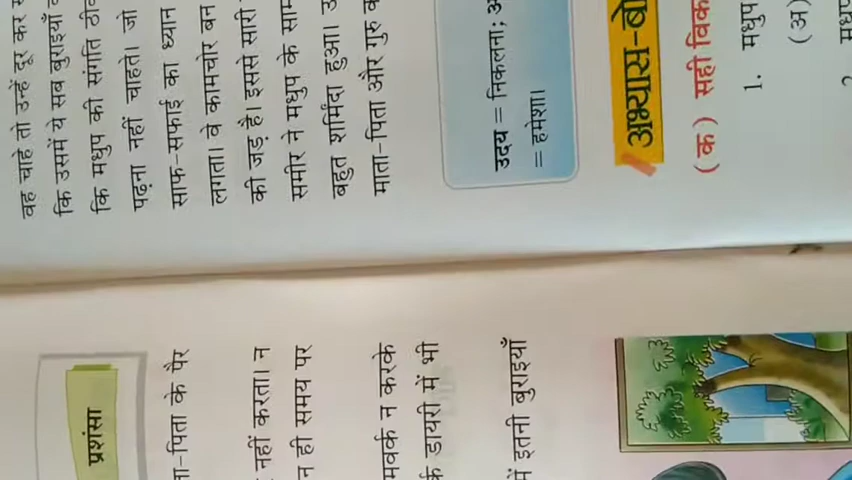 प्रशंसा
-पिता के पैर
नहीं करता। न
न ही समय पर
मवर्क न करके
डायरी में भी
में इतनी बुराइयाँ
वह चाहे तो उन्हें दूर कर
कि उसमें ये सब बुराइयाँ
कि मधुप की संगति
पढ़ना नहीं चाहते। जो
साफ-सफाई का ध्यान
लगता। वे कामचोर बन
की जड़ है। इससे सारी
समीर ने मधुप के
बहुत शर्मिंदा हुआ।
माता-पिता और गुरु
उदय = निकलना;
= हमेशा।
अभ्यास-बो
(क) सही विक
1. मधुप
(अ)
2. मधुप